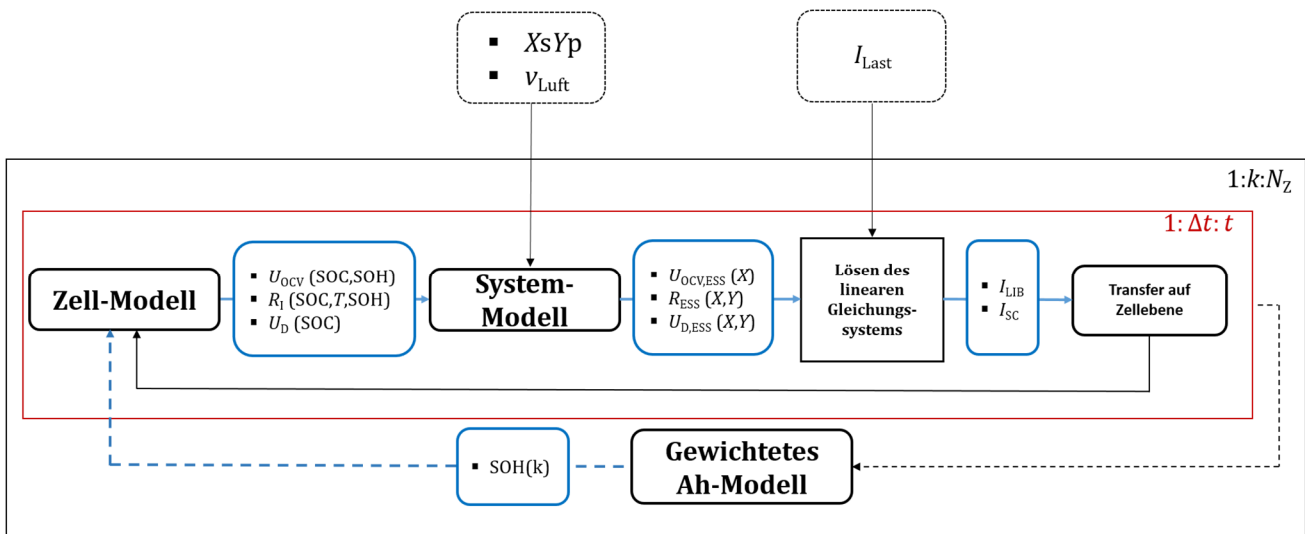 ▪ XsYp
▪ vLuft
ILast
1:k:NZ
1: Δt: t
Zell-Modell
▪ UOCV (SOC,SOH)
▪ RI (SOC,T,SOH)
▪ UD (SOC)
System-
Modell
▪ UOCV,ESS (X)
▪ RESS (X,Y)
▪ UD,ESS (X,Y)
Lösen des
linearen
Gleichungs-
systems
▪ ILIB
▪ ISC
Transfer auf
Zellebene
▪ SOH(k)
Gewichtetes
Ah-Modell